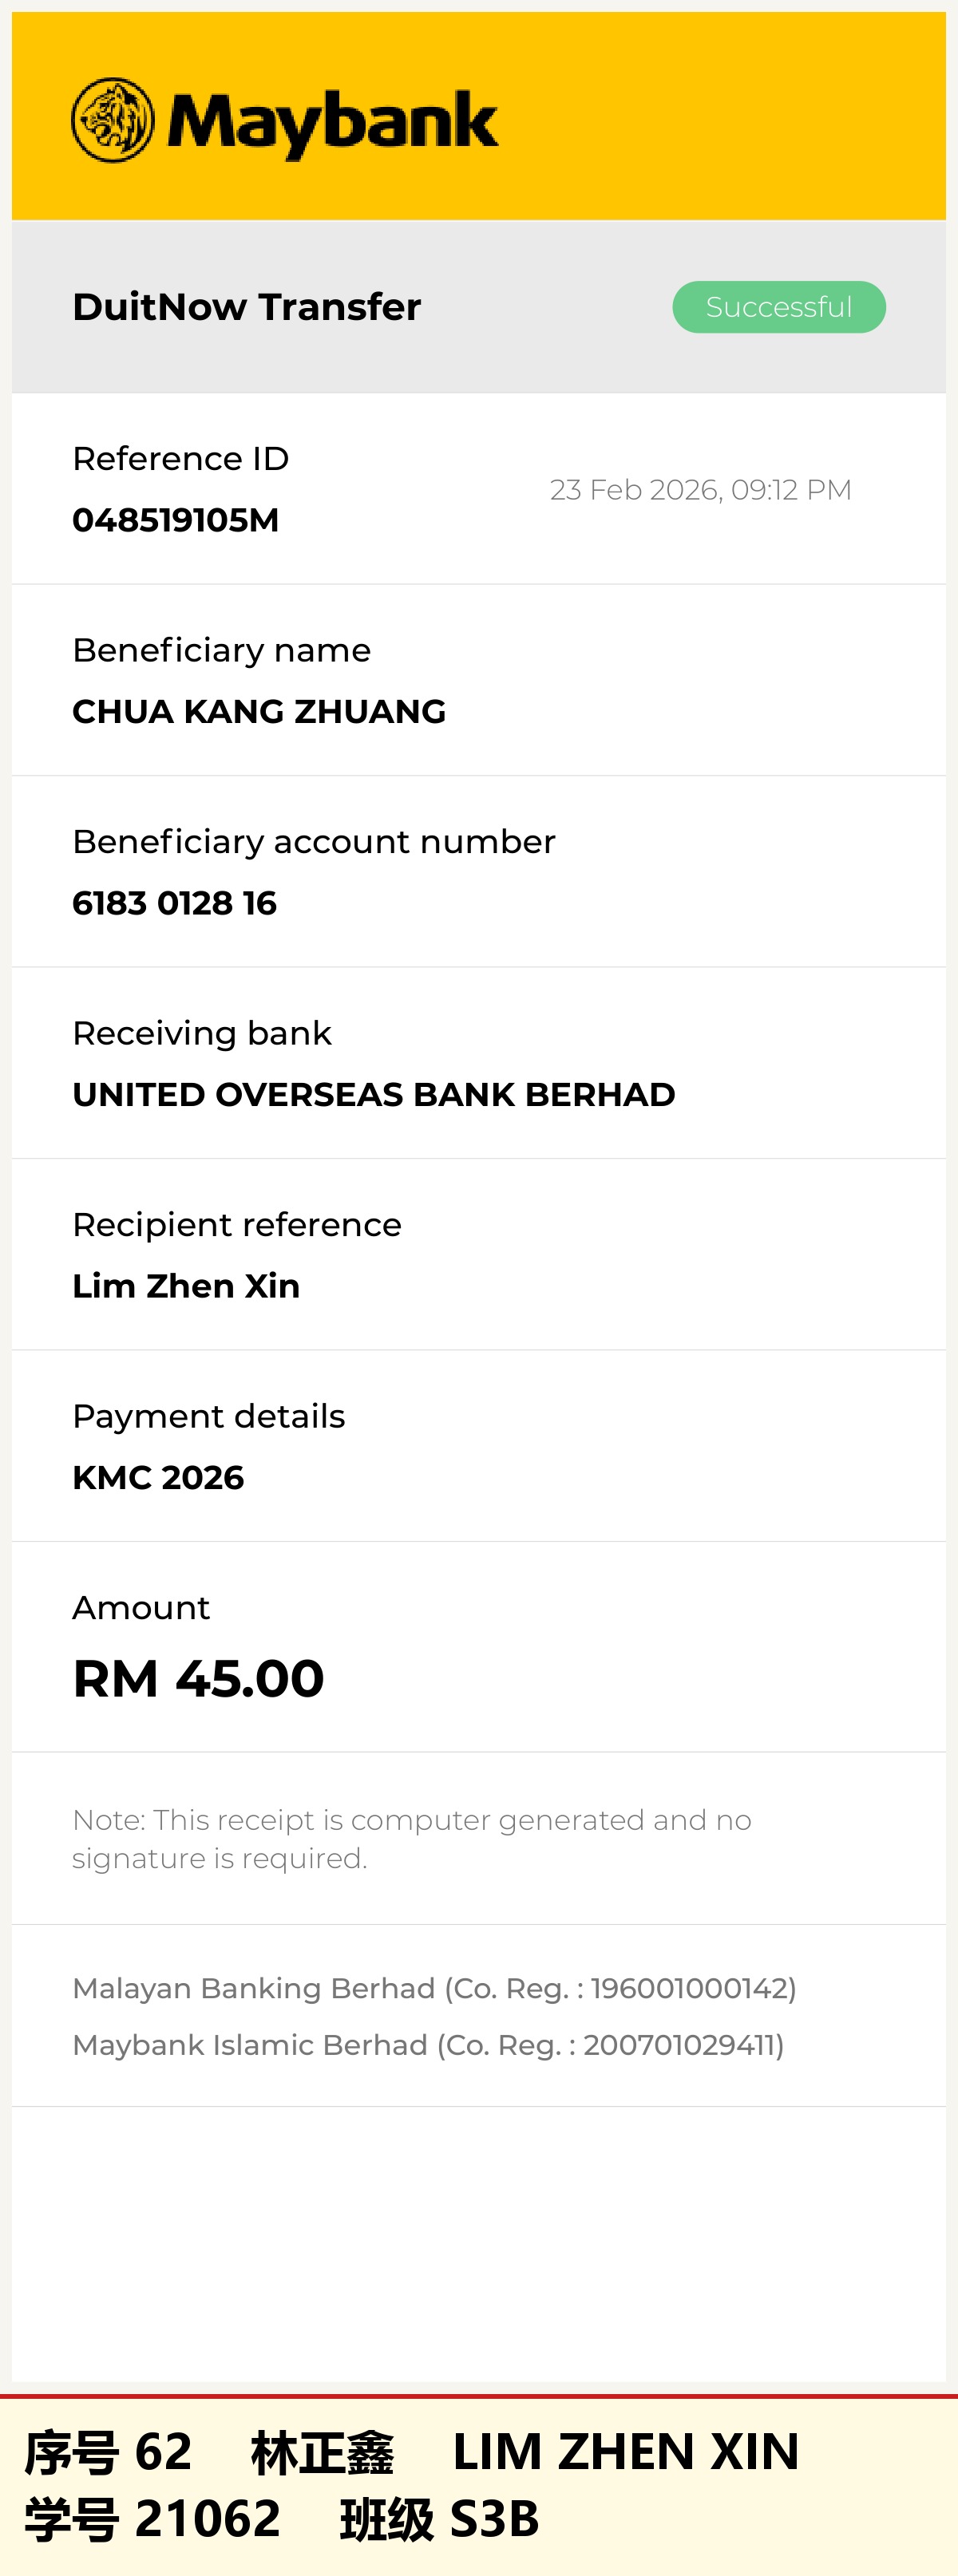 Maybank
DuitNow Transfer
Successful
Reference ID
048519105M
23 Feb 2026, 09:12 PM
Beneficiary name
CHUA KANG ZHUANG
Beneficiary account number
6183 0128 16
Receiving bank
UNITED OVERSEAS BANK BERHAD
Recipient reference
Lim Zhen Xin
Payment details
KMC 2026
Amount
RM 45.00
Note: This receipt is computer generated and no
signature is required.
Malayan Banking Berhad (Co. Reg. : 196001000142)
Maybank Islamic Berhad (Co. Reg. : 200701029411)
序号 62 林正鑫 LIM ZHEN XIN
学号 21062 班级 S3B